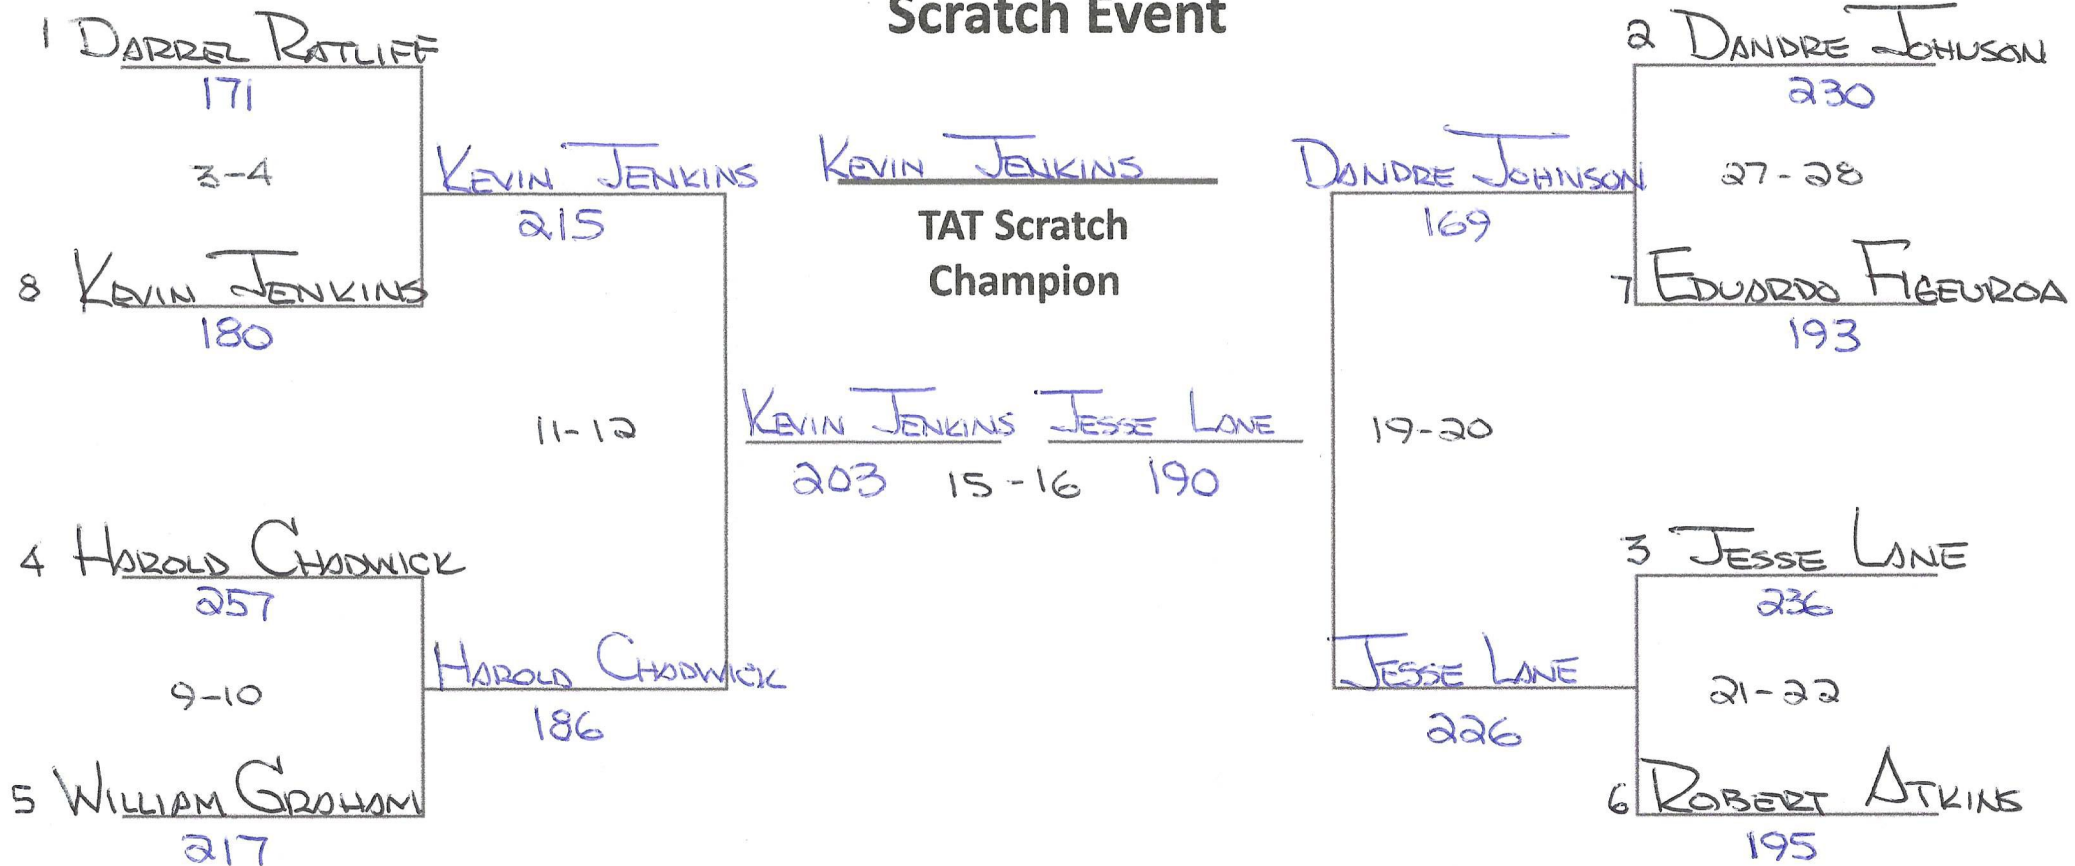 Scratch Event
1 DARREL RATLIFF
171
3-4
8 KEVIN JENKINS
180
KEVIN JENKINS
215
11-12
4 HAROLD CHADWICK
257
9-10
5 WILLIAM GRAHAM
217
HAROLD CHADWICK
186
KEVIN JENKINS
TAT Scratch
Champion
KEVIN JENKINS
203
15-16
JESSE LANE
190
DANDRE JOHNSON
169
19-20
JESSE LANE
226
2 DANDRE JOHNSON
230
27-28
7 EDUARDO FIGEUROA
193
3 JESSE LANE
236
21-22
6 ROBERT ATKINS
195